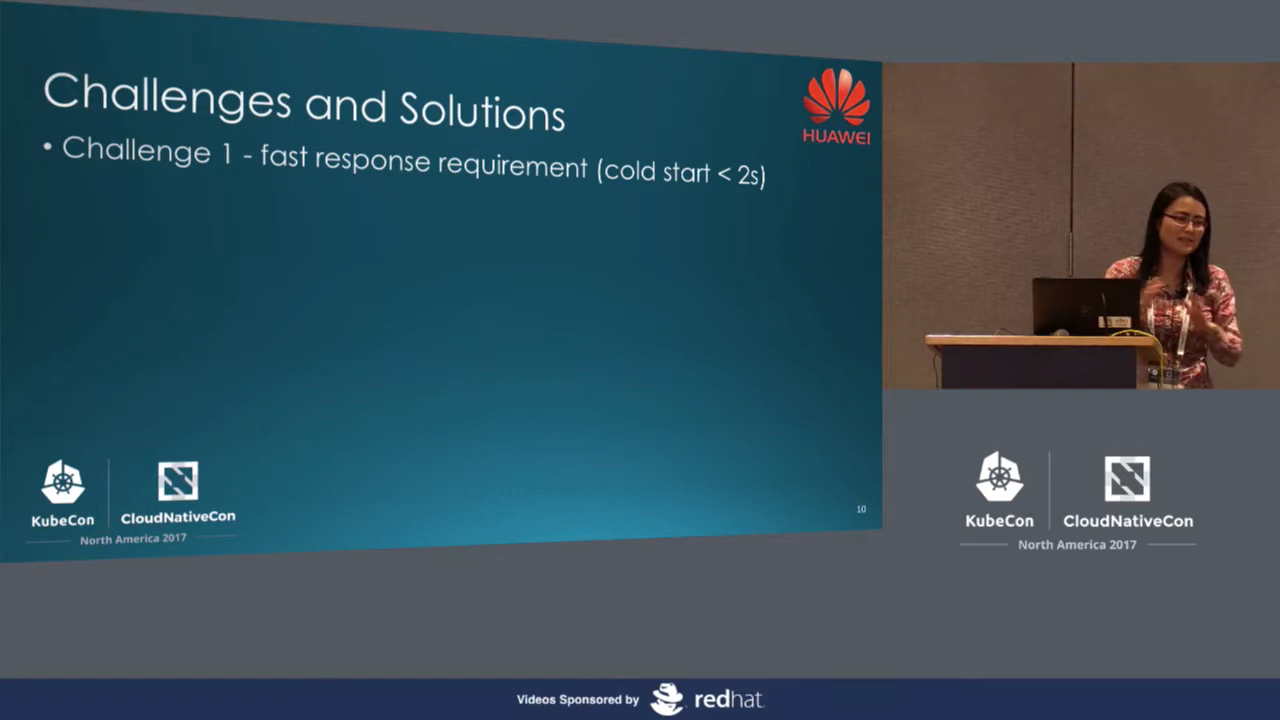 Challenges and Solutions
HUAWEI
• Challenge 1 - fast response requirement (cold start < 2s)
KubeCon
CloudNativeCon
North America 2017
10
KubeCon
CloudNativeCon
North America 2017
Videos Sponsored by
redhat